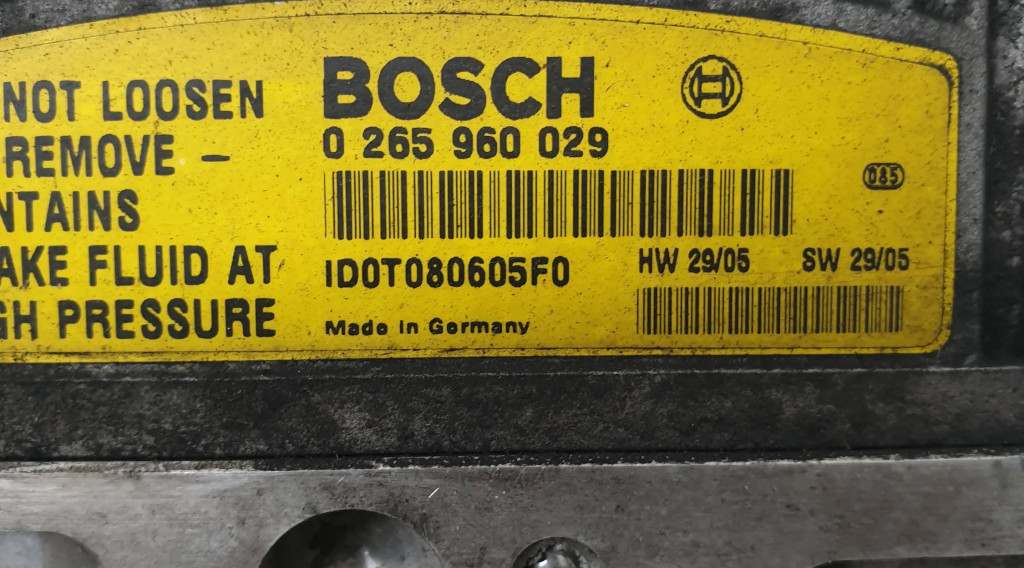 NOT LOOSEN
REMOVE –
NTAINS
AKE FLUID AT
GH PRESSURE
BOSCH
0 265 960 029
085
ID0T080605F0
HW 29/05 SW 29/05
Made in Germany